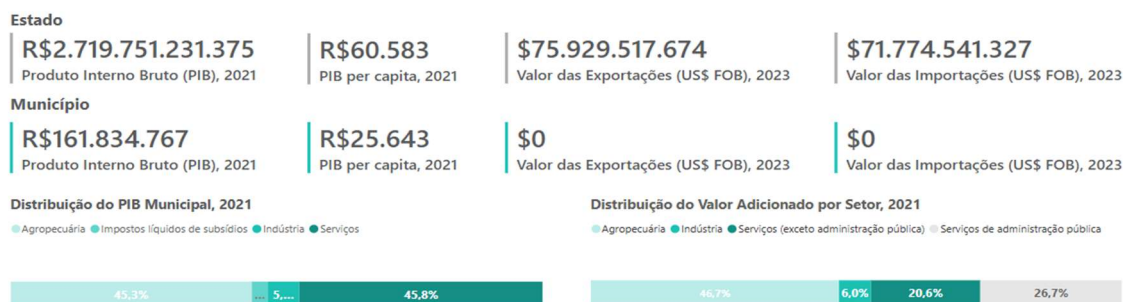 Estado
R$2.719.751.231.375 R$60.583 $75.929.517.674 $71.774.541.327
Produto Interno Bruto (PIB), 2021 PIB per capita, 2021 Valor das Exportações (US$ FOB), 2023 Valor das Importações (US$ FOB), 2023
Município
R$161.834.767 R$25.643 $0 $0
Produto Interno Bruto (PIB), 2021 PIB per capita, 2021 Valor das Exportações (US$ FOB), 2023 Valor das Importações (US$ FOB), 2023
Distribuição do PIB Municipal, 2021 Distribuição do Valor Adicionado por Setor, 2021
Agropecuária Impostos líquidos de subsídios Indústria Serviços Agropecuária Indústria Serviços (exceto administração pública) Serviços de administração pública
45,3% ... 5,... 45,8% 46,7% 6,0% 20,6% 26,7%